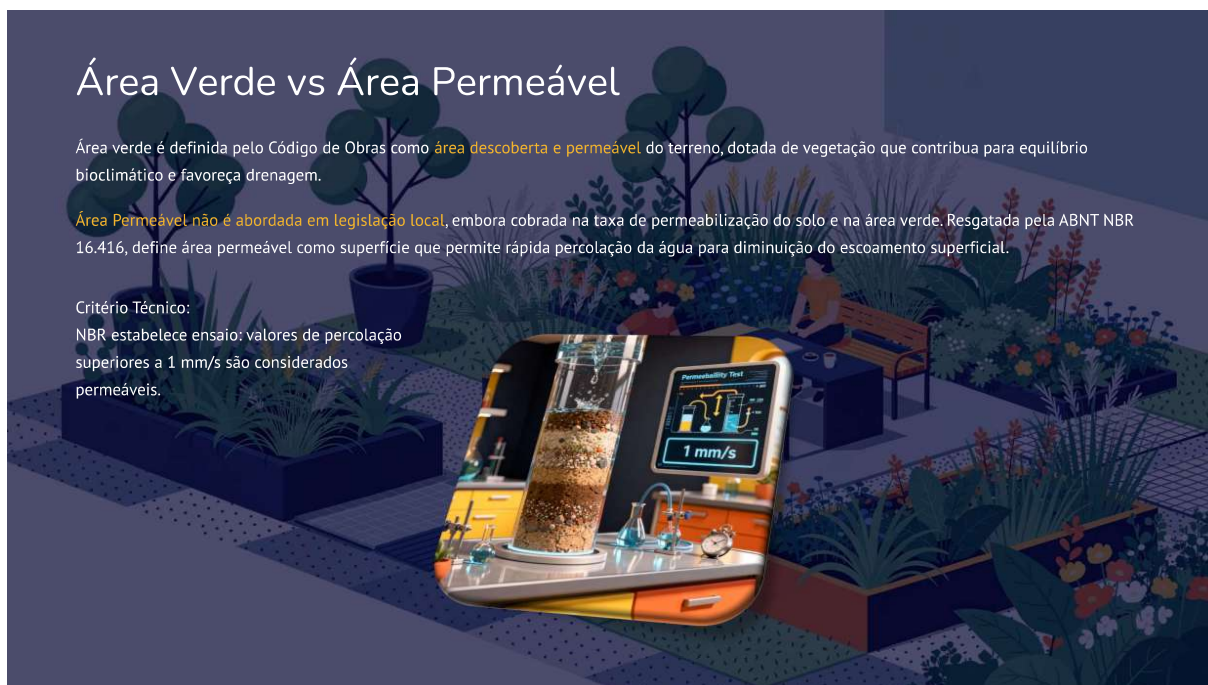 Área Verde vs Área Permeável
Área verde é definida pelo Código de Obras como área descoberta e permeável do terreno, dotada de vegetação que contribua para equilíbrio
bioclimático e favoreça drenagem.
Área Permeável não é abordada em legislação local, embora cobrada na taxa de permeabilização do solo e na área verde. Resgatada pela ABNT NBR
16.416, define área permeável como superfície que permite rápida percolação da água para diminuição do escoamento superficial.
Critério Técnico:
NBR estabelece ensaio: valores de percolação
superiores a 1 mm/s são considerados
permeáveis.
Permeability Test
1 mm/s